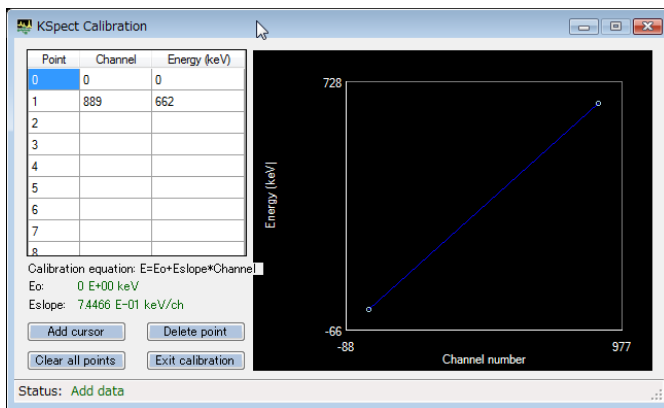 KSpect Calibration
Point Channel Energy (keV)
0 0 0
1 889 662
2
3
4
5
6
7
8
Calibration equation: E=Eo+Eslope*Channel
Eo: 0 E+00 keV
Eslope: 7.4466 E-01 keV/ch
Add cursor Delete point
Clear all points Exit calibration
728
Energy (keV)
-66
-88 977
Channel number
Status: Add data